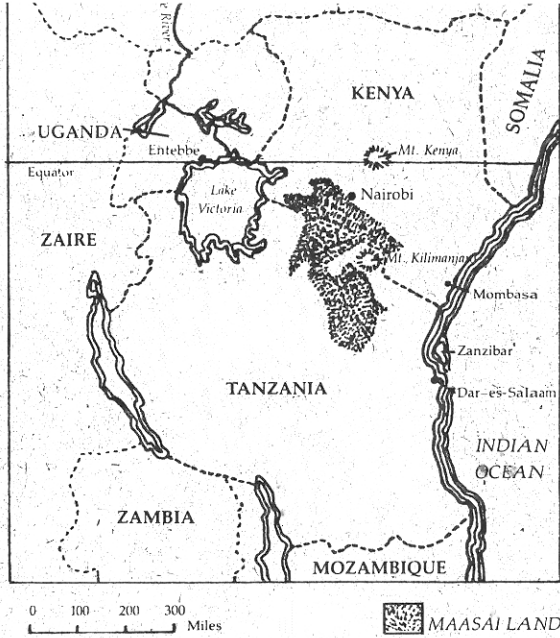 e River
SOMALIA
KENYA
UGANDA
Entebbe
Mt. Kenya
Equator
Lake
Victoria
Nairobi
ZAIRE
Mt. Kilimanjaro
Mombasa
Zanzibar
TANZANIA
Dar-es-Salaam
INDIAN
OCEAN
ZAMBIA
MOZAMBIQUE
0 100 200 300
Miles
MAASAI LAND